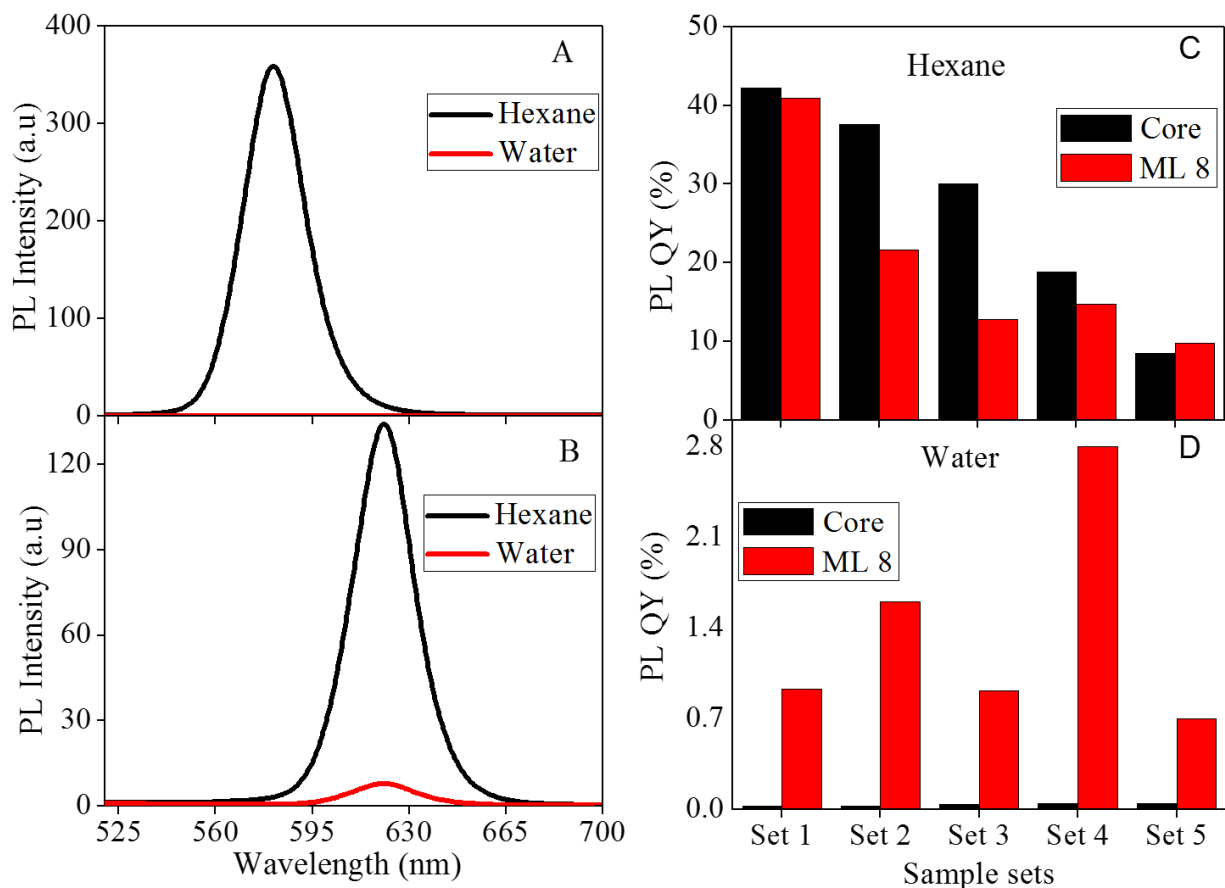 A
PL Intensity (a.u)
400
300
200
100
0
Hexane
Water
B
PL Intensity (a.u)
120
90
60
30
0
Hexane
Water
525 560 595 630 665 700
Wavelength (nm)
C
Hexane
PL QY (%)
50
40
30
20
10
0
Core
ML 8
D
Water
PL QY (%)
2.8
2.1
1.4
0.7
0.0
Core
ML 8
Set 1 Set 2 Set 3 Set 4 Set 5
Sample sets